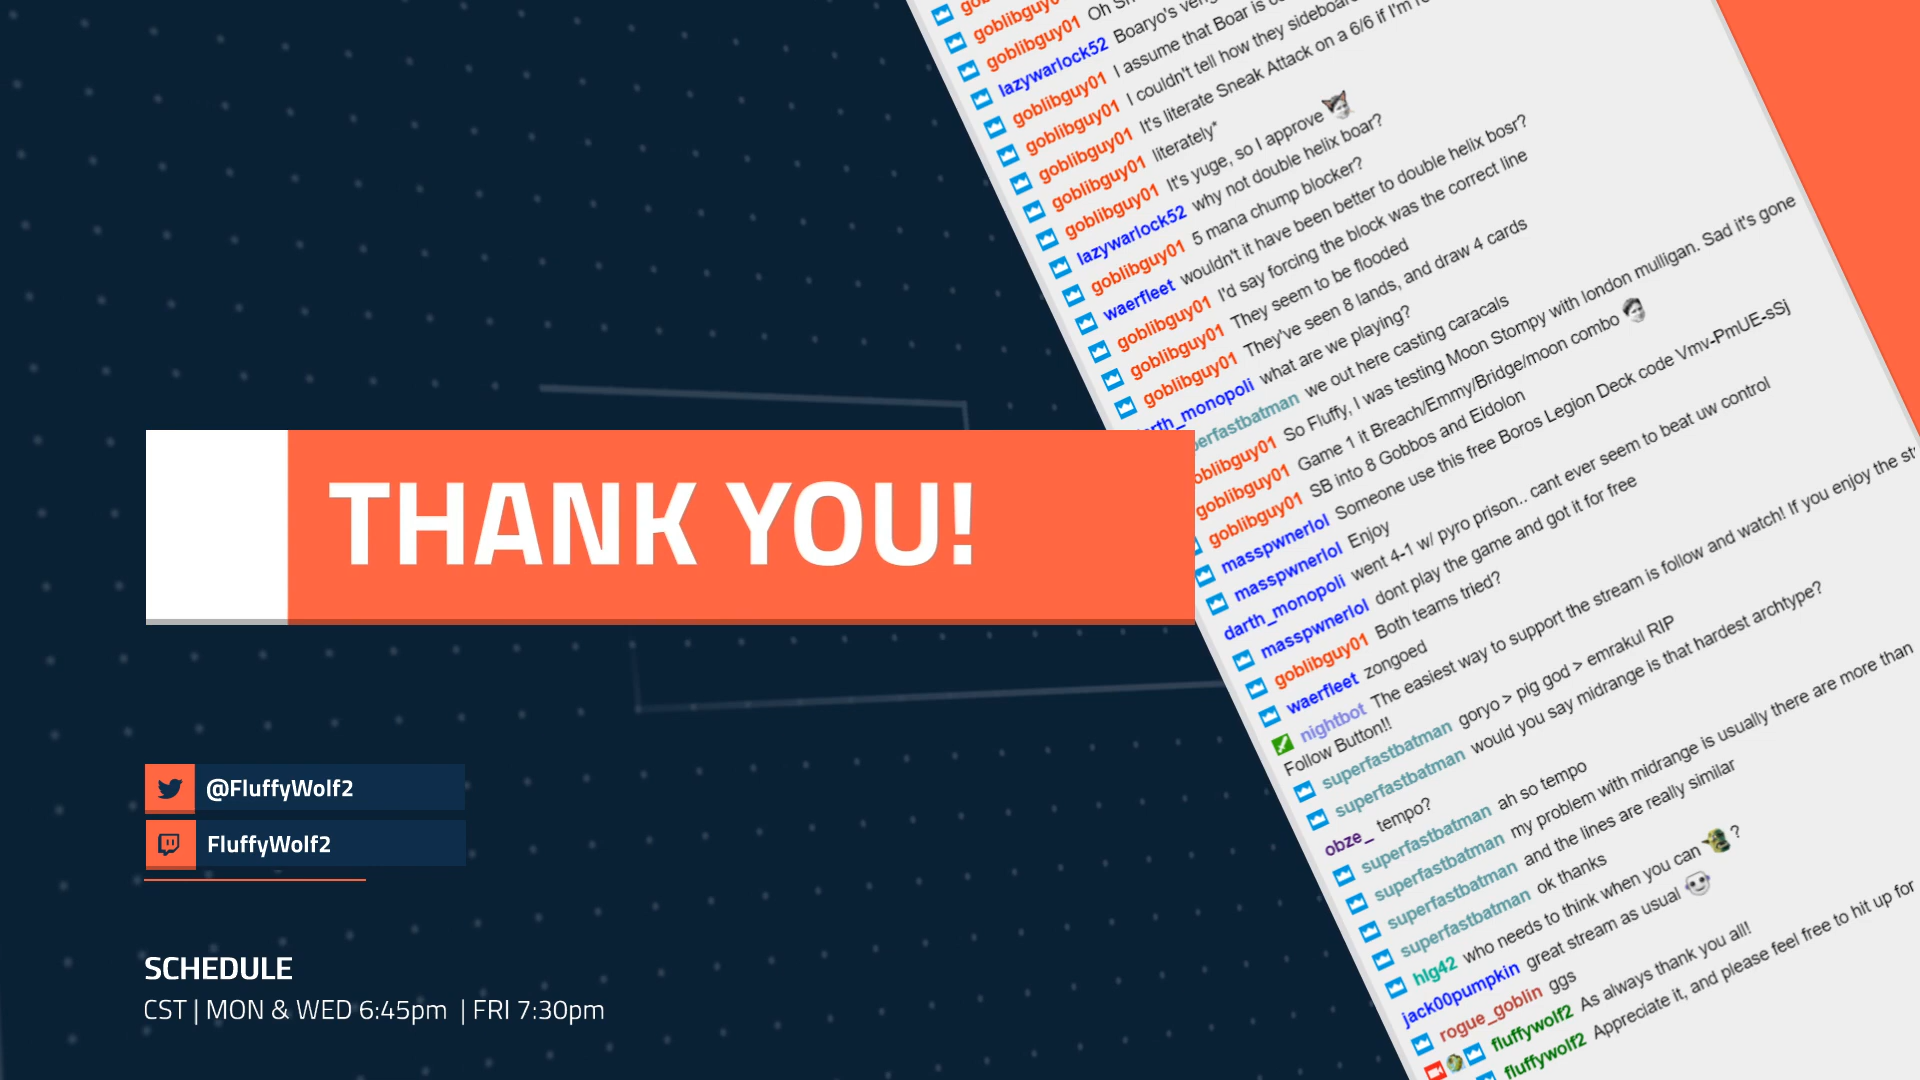 THANK YOU!
@FluffyWolf2
FluffyWolf2
SCHEDULE
CST | MON & WED 6:45pm | FRI 7:30pm
goblibguy01
goblibguy01 Oh
lazywarlock52 Boaryo's
goblibguy01 I assume that Boar is
goblibguy01 I couldn't tell how they sideboard
goblibguy01 It's literate Sneak Attack on a 6/6 if I'm
goblibguy01 literately*
goblibguy01 It's yuge, so I approve
lazywarlock52 why not double helix boar?
goblibguy01 5 mana chump blocker?
waerfleet wouldn't it have been better to double helix bosr?
goblibguy01 I'd say forcing the block was the correct line
goblibguy01 They seem to be flooded
goblibguy01 They've seen 8 lands, and draw 4 cards
darth_monopoli what are we playing?
superfastbatman we out here casting caracals
goblibguy01 So Fluffy, I was testing Moon Stompy with london mulligan. Sad it's gone
goblibguy01 Game 1 it Breach/Emmy/Bridge/moon combo
goblibguy01 SB into 8 Gobbos and Eidolon
masspwnerlol Someone use this free Boros Legion Deck code Vmv-PmUE-sSj
masspwnerlol Enjoy
darth_monopoli went 4-1 w/ pyro prison.. cant ever seem to beat uw control
masspwnerlol dont play the game and got it for free
goblibguy01 Both teams tried?
waerfleet zongoed
nightbot The easiest way to support the stream is follow and watch! If you enjoy the
Follow Button!!
superfastbatman goryo > pig god > emrakul RIP
superfastbatman would you say midrange is that hardest archtype?
obze_ tempo?
superfastbatman ah so tempo
superfastbatman my problem with midrange is usually there are more than
superfastbatman and the lines are really similar
superfastbatman ok thanks
hlg42 who needs to think when you can ?
jack00pumpkin great stream as usual
rogue_goblin ggs
fluffywolf2 As always thank you all!
fluffywolf2 Appreciate it, and please feel free to hit up for